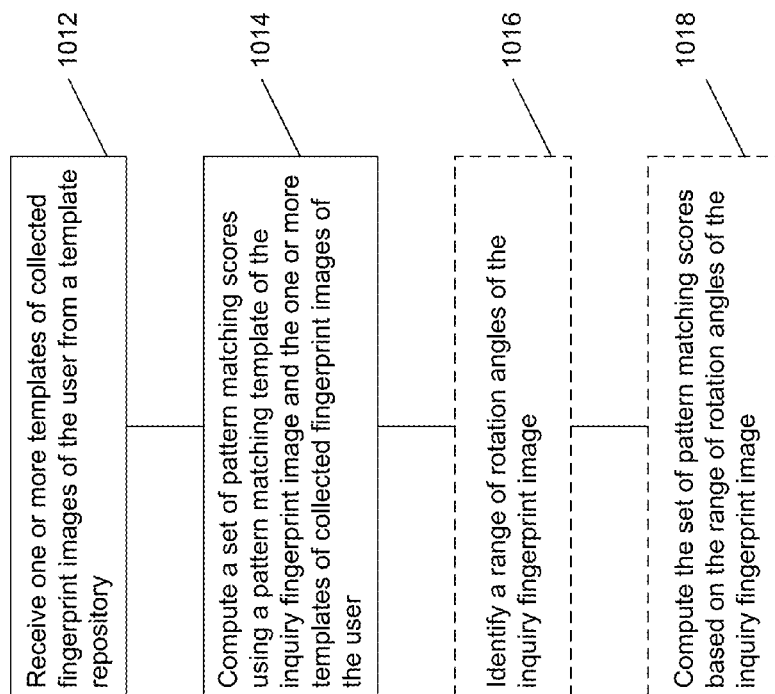 Receive one or more templates of collected
fingerprint images of the user from a template
repository
1012
Compute a set of pattern matching scores
using a pattern matching template of the
inquiry fingerprint image and the one or more
templates of collected fingerprint images of
the user
1014
Identify a range of rotation angles of the
inquiry fingerprint image
1016
Compute the set of pattern matching scores
based on the range of rotation angles of the
inquiry fingerprint image
1018